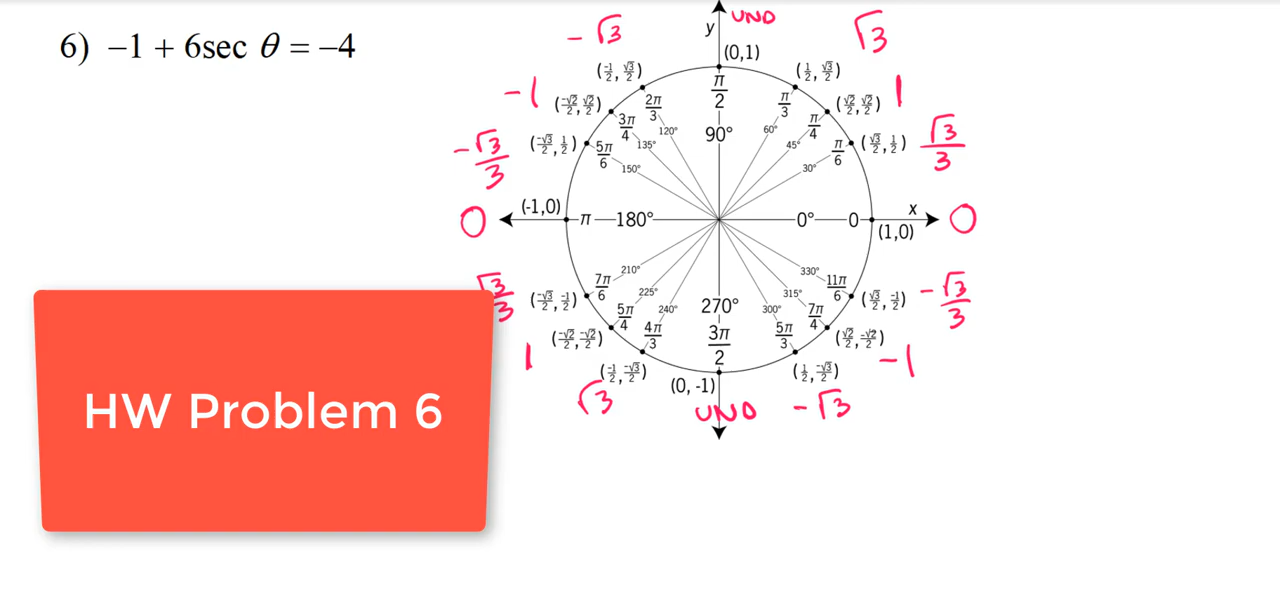 6) −1 + 6sec θ = −4
y UND
− √3 √3
(0,1)
(-1/2, √3/2) (1/2, √3/2)
−1 (-√2/2, √2/2) (√2/2, √2/2) 1
π/2
2π/3 π/3
3π/4 π/4
120° 90° 60°
−√3/3 (-√3/2, 1/2) 5π/6 135° 45° π/6 (√3/2, 1/2) √3/3
150° 30°
0 (-1,0) π 180° 0° 0 x 0
(1,0)
210° 330°
√3/3 (-√3/2, -1/2) 7π/6 225° 315° 11π/6 (√3/2, -1/2) −√3/3
240° 270° 300°
1 (-√2/2, -√2/2) 5π/4 4π/3 3π/2 5π/3 7π/4 (√2/2, -√2/2) −1
√3 (-1/2, -√3/2) (0, -1) (1/2, -√3/2)
UND −√3
HW Problem 6